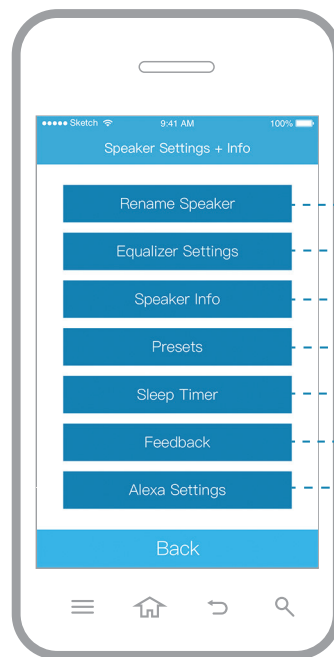 Sketch 9:41 AM 100%
Speaker Settings + Info
Rename Speaker
Equalizer Settings
Speaker Info
Presets
Sleep Timer
Feedback
Alexa Settings
Back